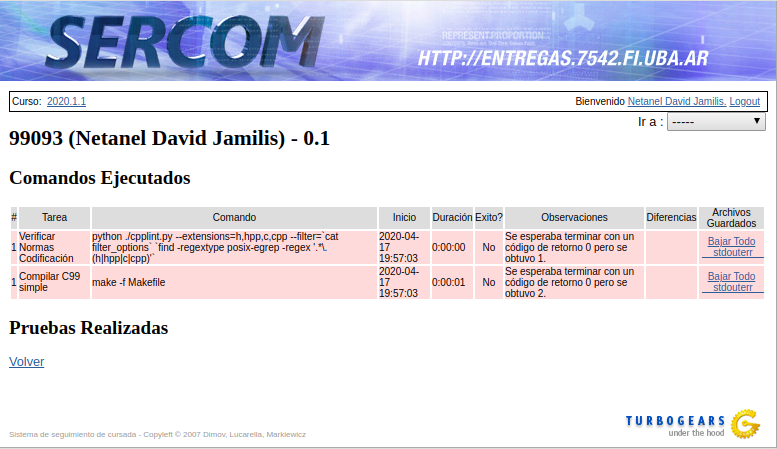 SERCOM
REPRESENT.PROPORTION
HTTP://ENTREGAS.7542.FI.UBA.AR
Curso: 2020.1.1 Bienvenido Netanel David Jamilis. Logout
Ir a : -----
99093 (Netanel David Jamilis) - 0.1
Comandos Ejecutados
# Tarea Comando Inicio Duración Exito? Observaciones Diferencias Archivos Guardados
1 Verificar Normas Codificación python ./cpplint.py --extensions=h,hpp,c,cpp --filter=`cat filter_options` `find -regextype posix-egrep -regex '.*\.(h|hpp|c|cpp)'` 2020-04-17 19:57:03 0:00:00 No Se esperaba terminar con un código de retorno 0 pero se obtuvo 1. Bajar Todo stdouterr
1 Compilar C99 simple make -f Makefile 2020-04-17 19:57:03 0:00:01 No Se esperaba terminar con un código de retorno 0 pero se obtuvo 2. Bajar Todo stdouterr
Pruebas Realizadas
Volver
Sistema de seguimiento de cursada - Copyleft © 2007 Dimov, Lucarella, Markiewicz
TURBOGEARS
under the hood